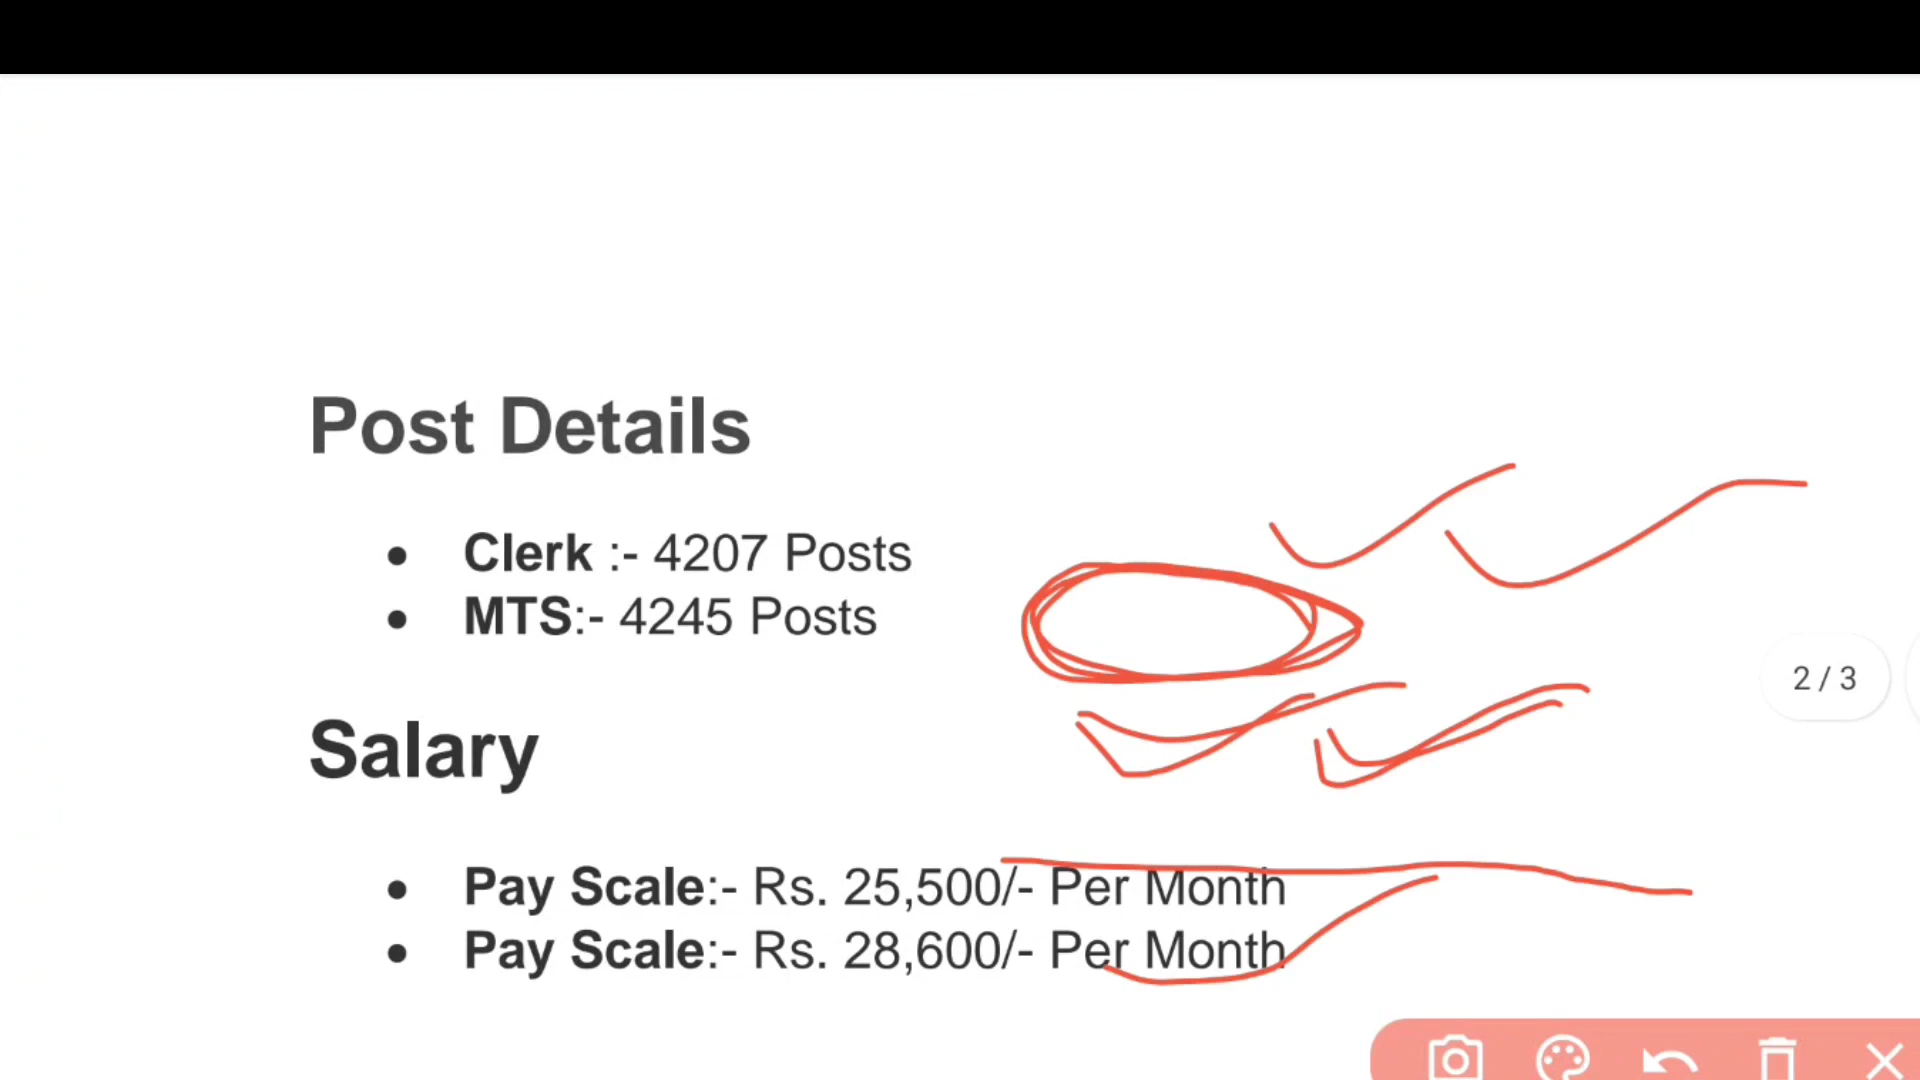 Post Details
• Clerk :- 4207 Posts
• MTS:- 4245 Posts
2 / 3
Salary
• Pay Scale:- Rs. 25,500/- Per Month
• Pay Scale:- Rs. 28,600/- Per Month